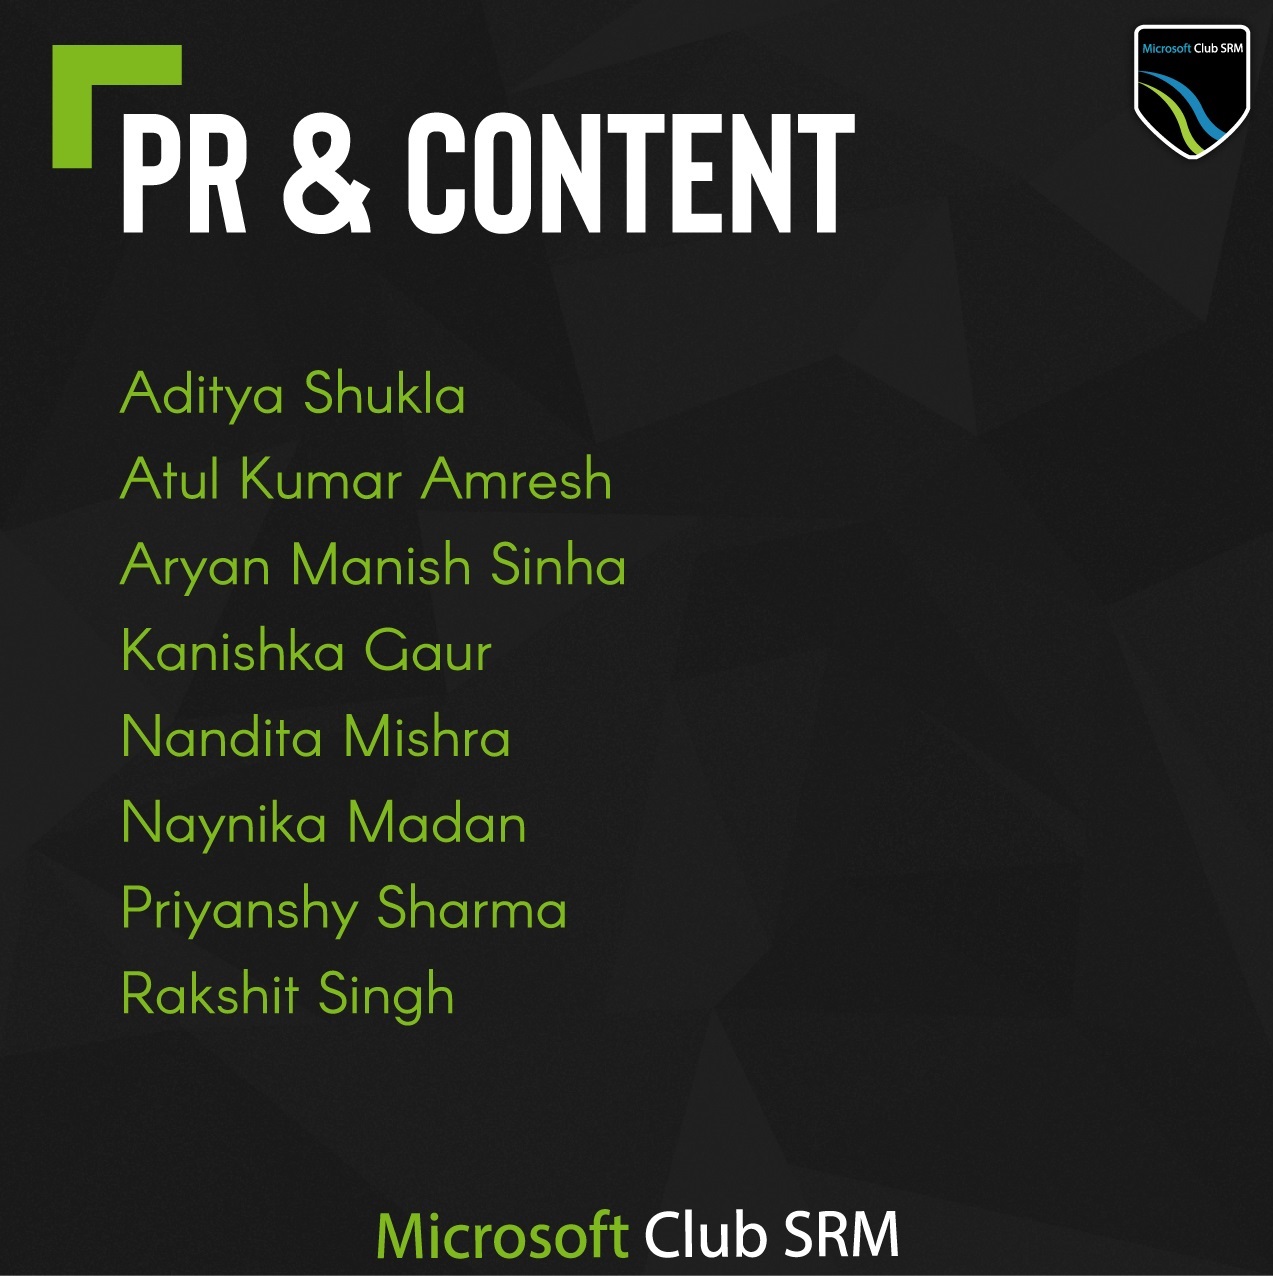 Microsoft Club SRM
PR & CONTENT
Aditya Shukla
Atul Kumar Amresh
Aryan Manish Sinha
Kanishka Gaur
Nandita Mishra
Naynika Madan
Priyanshy Sharma
Rakshit Singh
Microsoft Club SRM